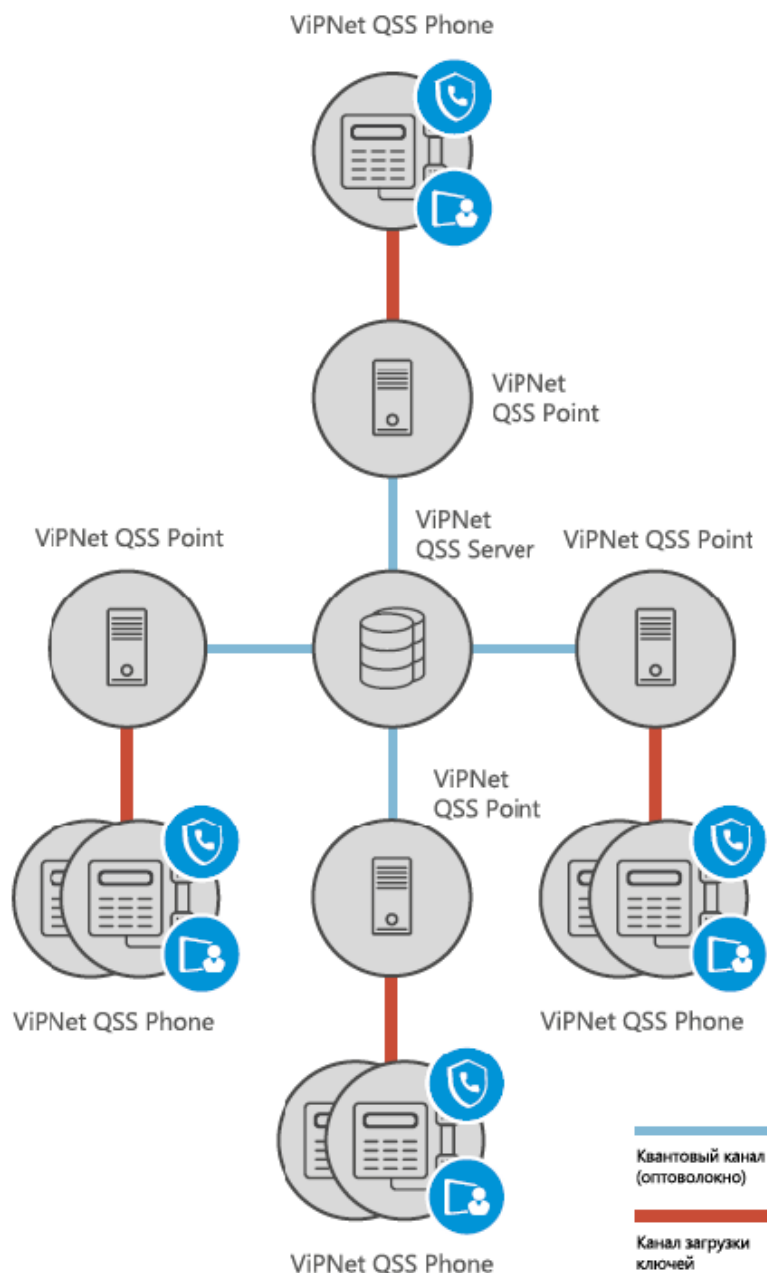 ViPNet QSS Phone
ViPNet
QSS Point
ViPNet
QSS Server
ViPNet QSS Point
ViPNet QSS Point
ViPNet
QSS Point
ViPNet QSS Phone
ViPNet QSS Phone
ViPNet QSS Phone
Квантовый канал
(оптоволокно)
Канал загрузки
ключей